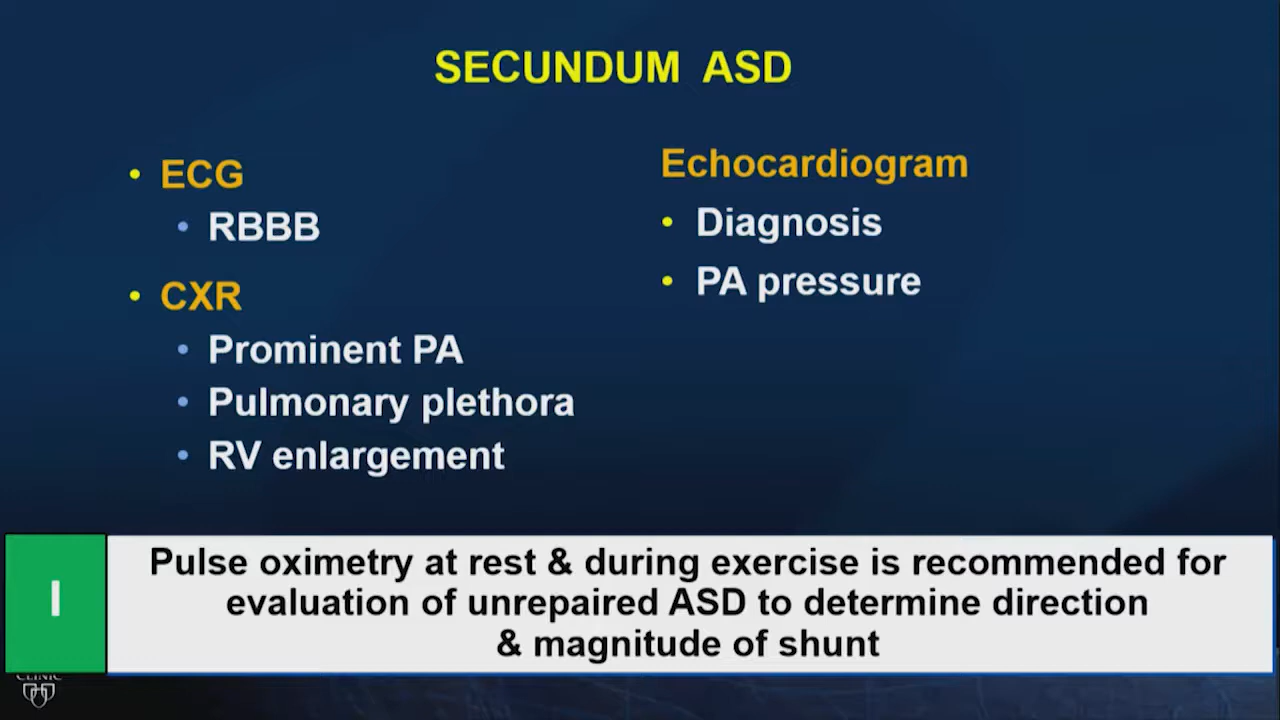 SECUNDUM ASD
• ECG
• RBBB
• CXR
• Prominent PA
• Pulmonary plethora
• RV enlargement
Echocardiogram
• Diagnosis
• PA pressure
I
Pulse oximetry at rest & during exercise is recommended for
evaluation of unrepaired ASD to determine direction
& magnitude of shunt
CLINIC